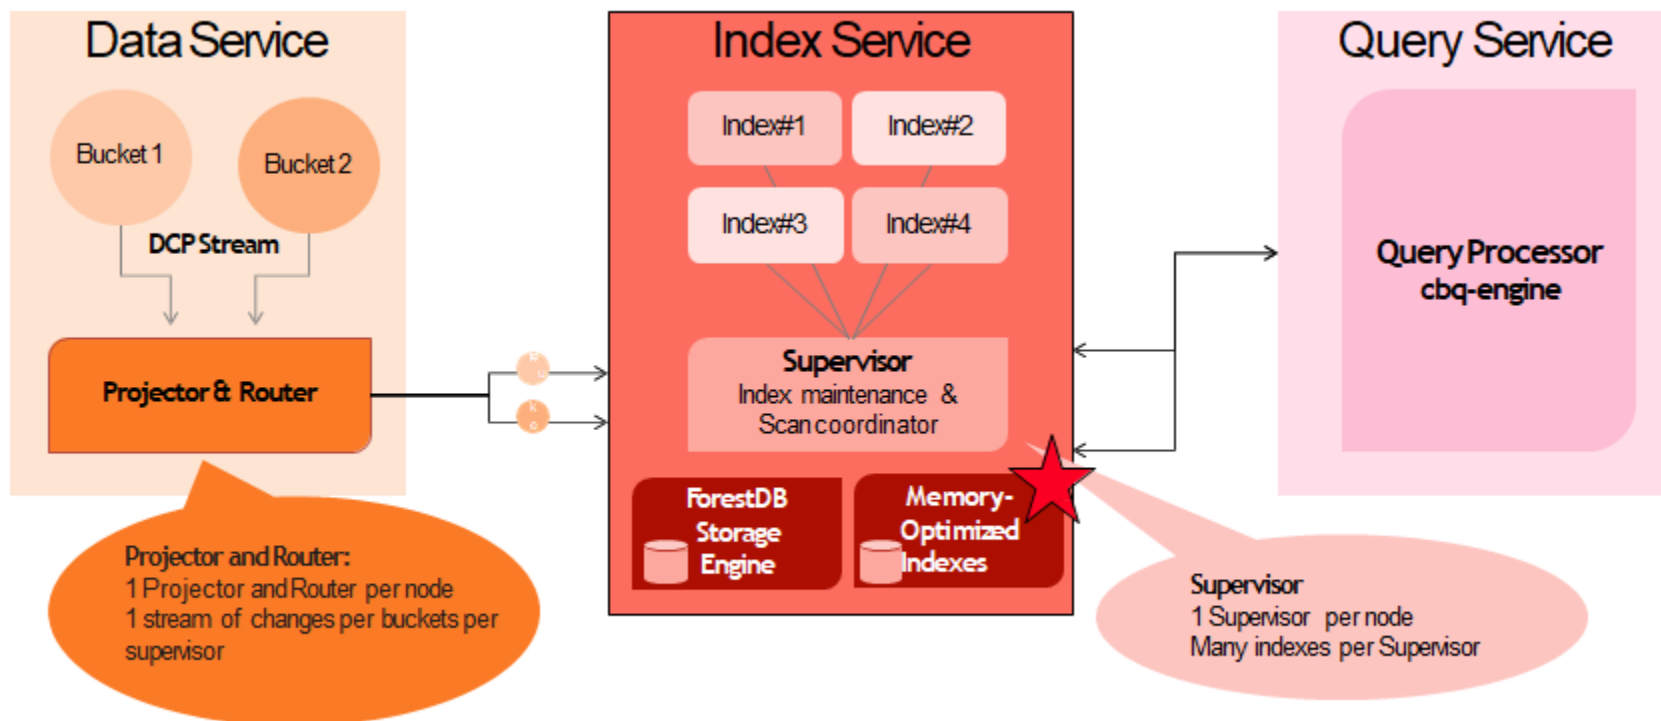 Data Service
Bucket 1
Bucket 2
DCP Stream
Projector & Router
Projector and Router:
1 Projector and Router per node
1 stream of changes per buckets per
supervisor
Index Service
Index#1
Index#2
Index#3
Index#4
Supervisor
Index maintenance &
Scan coordinator
ForestDB
Storage
Engine
Memory-
Optimized
Indexes
Query Service
Query Processor
cbq-engine
Supervisor
1 Supervisor per node
Many indexes per Supervisor